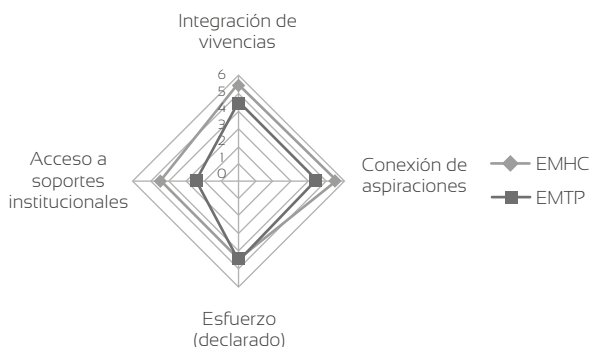 Integración de
vivencias
6
5
4
3
2
1
0
Acceso a
soportes
institucionales
Conexión de
aspiraciones
EMHC
EMTP
Esfuerzo
(declarado)